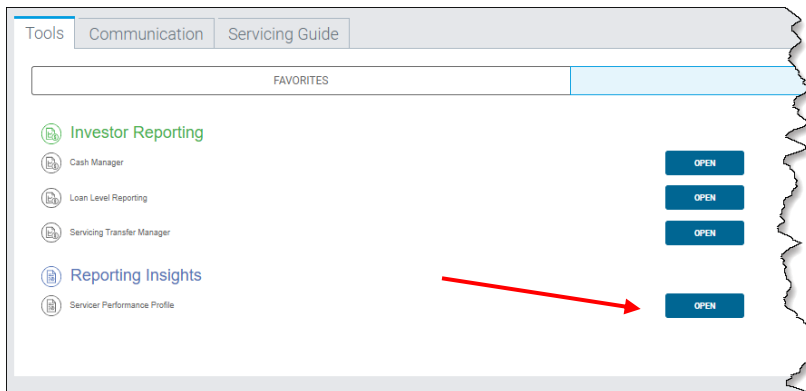 Tools Communication Servicing Guide
FAVORITES
Investor Reporting
Cash Manager OPEN
Loan Level Reporting OPEN
Servicing Transfer Manager OPEN
Reporting Insights
Servicer Performance Profile OPEN